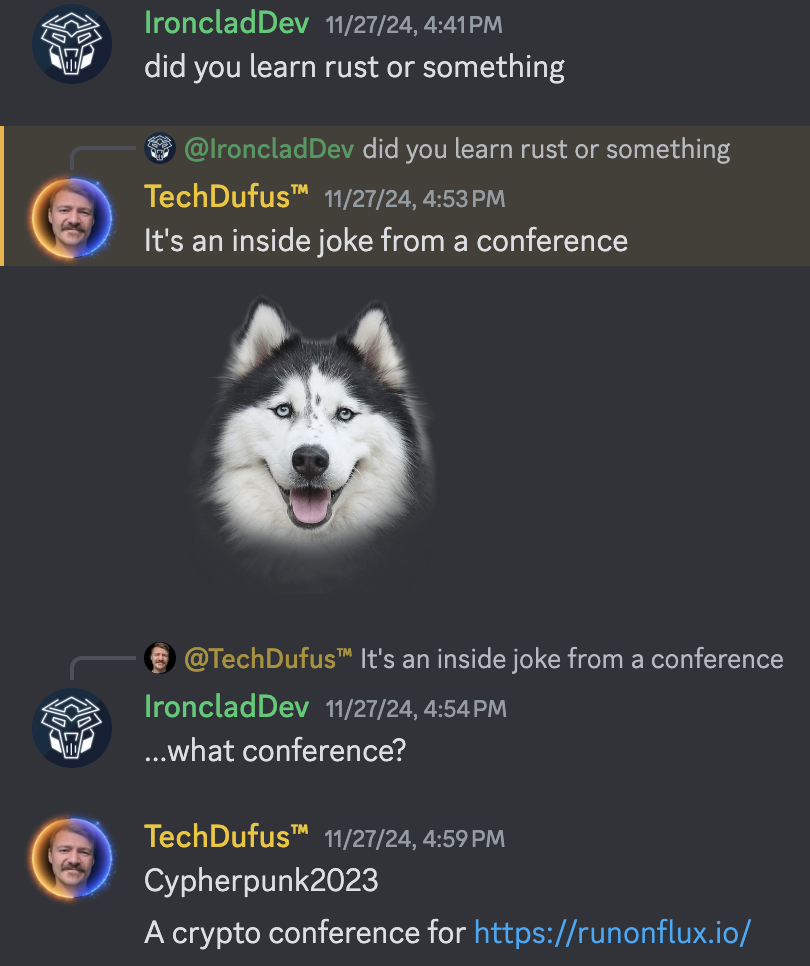 IroncladDev 11/27/24, 4:41 PM
did you learn rust or something
@IroncladDev did you learn rust or something
TechDufus™ 11/27/24, 4:53 PM
It's an inside joke from a conference
@TechDufus™ It's an inside joke from a conference
IroncladDev 11/27/24, 4:54 PM
...what conference?
TechDufus™ 11/27/24, 4:59 PM
Cypherpunk2023
A crypto conference for https://runonflux.io/